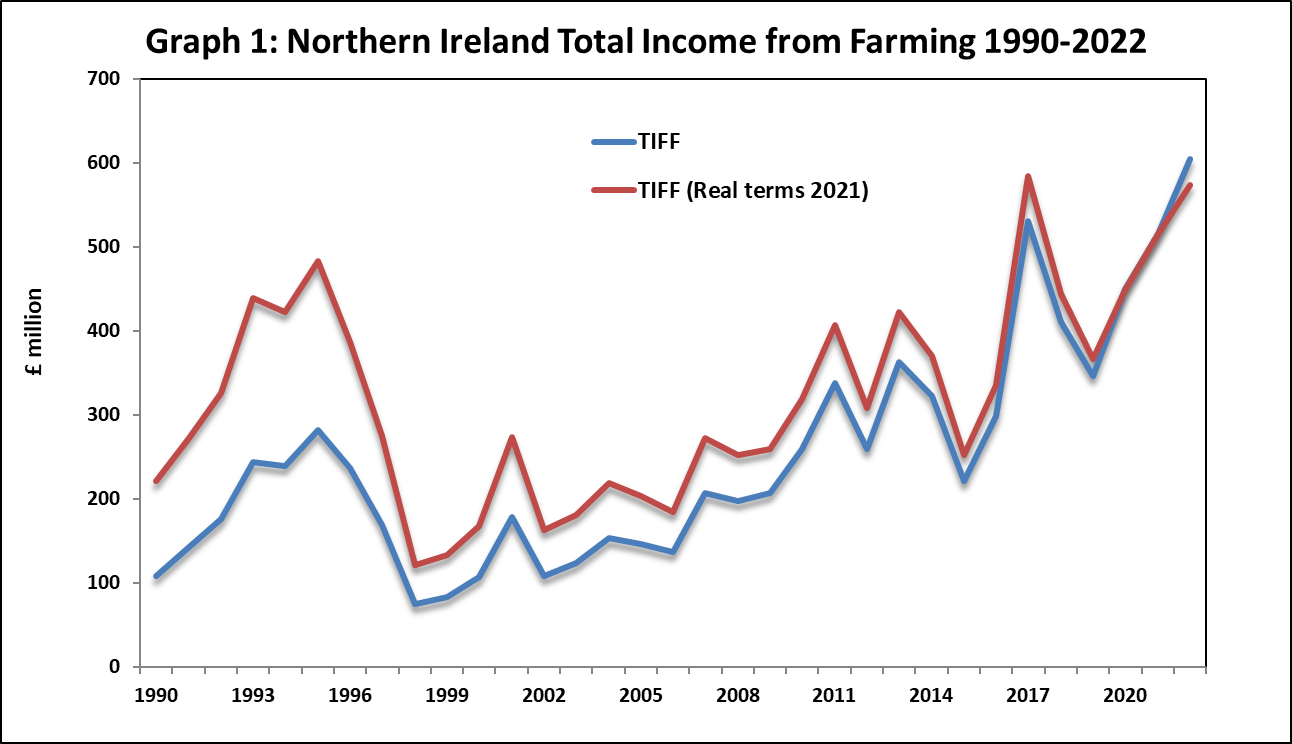 Graph 1: Northern Ireland Total Income from Farming 1990-2022
700
600
500
400
300
200
100
0
£ million
TIFF
TIFF (Real terms 2021)
1990 1993 1996 1999 2002 2005 2008 2011 2014 2017 2020